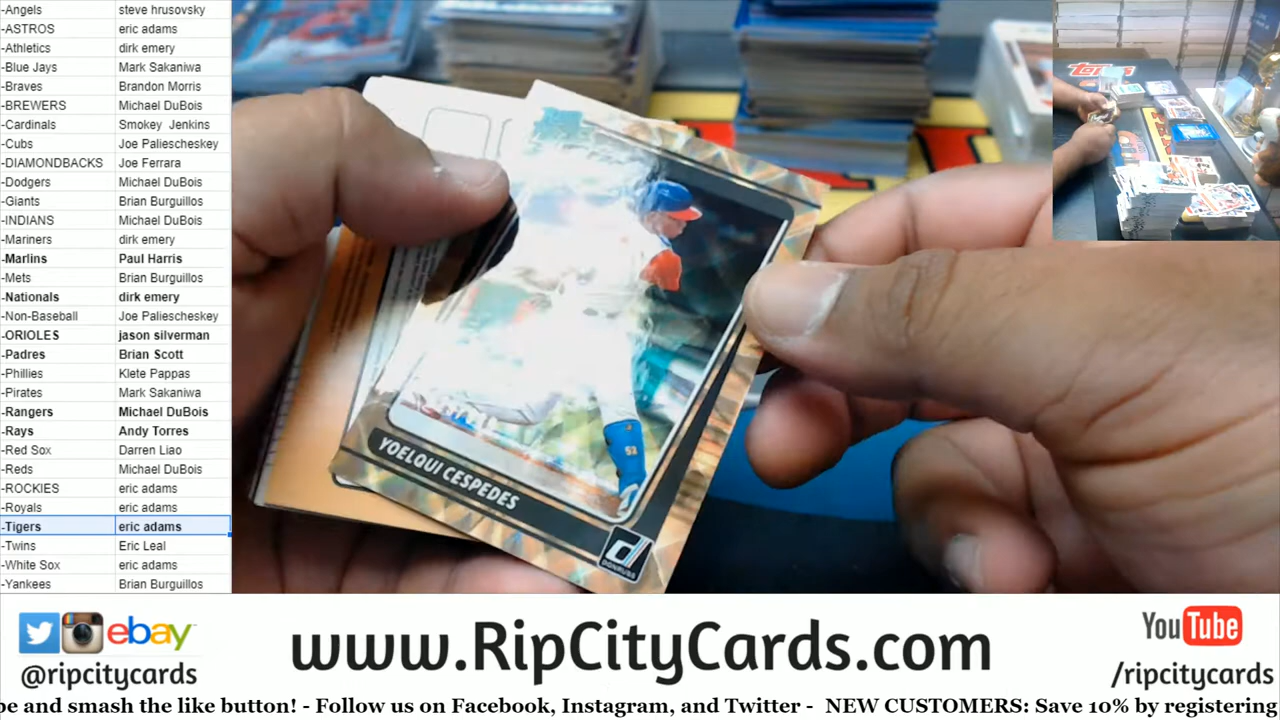 -Angels steve hrusovsky
-ASTROS eric adams
-Athletics dirk emery
-Blue Jays Mark Sakaniwa
-Braves Brandon Morris
-BREWERS Michael DuBois
-Cardinals Smokey Jenkins
-Cubs Joe Paliescheskey
-DIAMONDBACKS Joe Ferrara
-Dodgers Michael DuBois
-Giants Brian Burguillos
-INDIANS Michael DuBois
-Mariners dirk emery
-Marlins Paul Harris
-Mets Brian Burguillos
-Nationals dirk emery
-Non-Baseball Joe Paliescheskey
-ORIOLES jason silverman
-Padres Brian Scott
-Phillies Klete Pappas
-Pirates Mark Sakaniwa
-Rangers Michael DuBois
-Rays Andy Torres
-Red Sox Darren Liao
-Reds Michael DuBois
-ROCKIES eric adams
-Royals eric adams
-Tigers eric adams
-Twins Eric Leal
-White Sox eric adams
-Yankees Brian Burguillos
YOELQUI CESPEDES
52
d
DONRUSS
Topps
ebay
@ripcitycards
www.RipCityCards.com
YouTube
/ripcitycards
be and smash the like button! - Follow us on Facebook, Instagram, and Twitter - NEW CUSTOMERS: Save 10% by registering